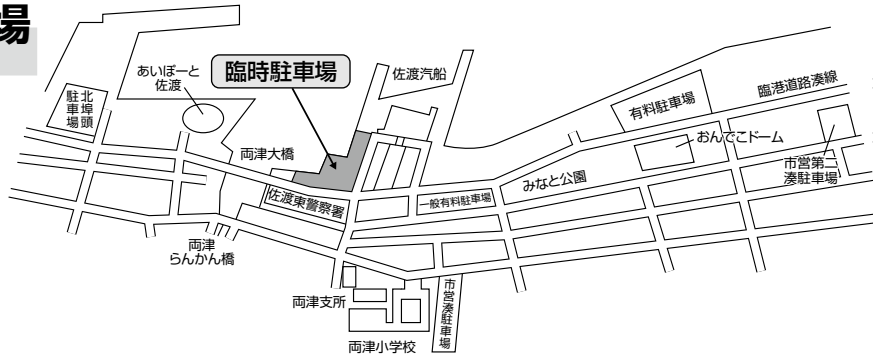 場
北埠頭
駐車場
あいぽーと
佐渡
臨時駐車場
佐渡汽船
有料駐車場
臨港道路湊線
両津大橋
おんでこドーム
市営第二
湊駐車場
みなと公園
佐渡東警察署
一般有料駐車場
両津
らんかん橋
両津支所
市営湊駐車場
両津小学校